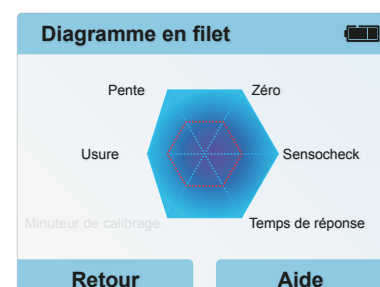 Diagramme en filet
Pente
Zéro
Usure
Sensocheck
Minuteur de calibrage
Temps de réponse
Retour
Aide